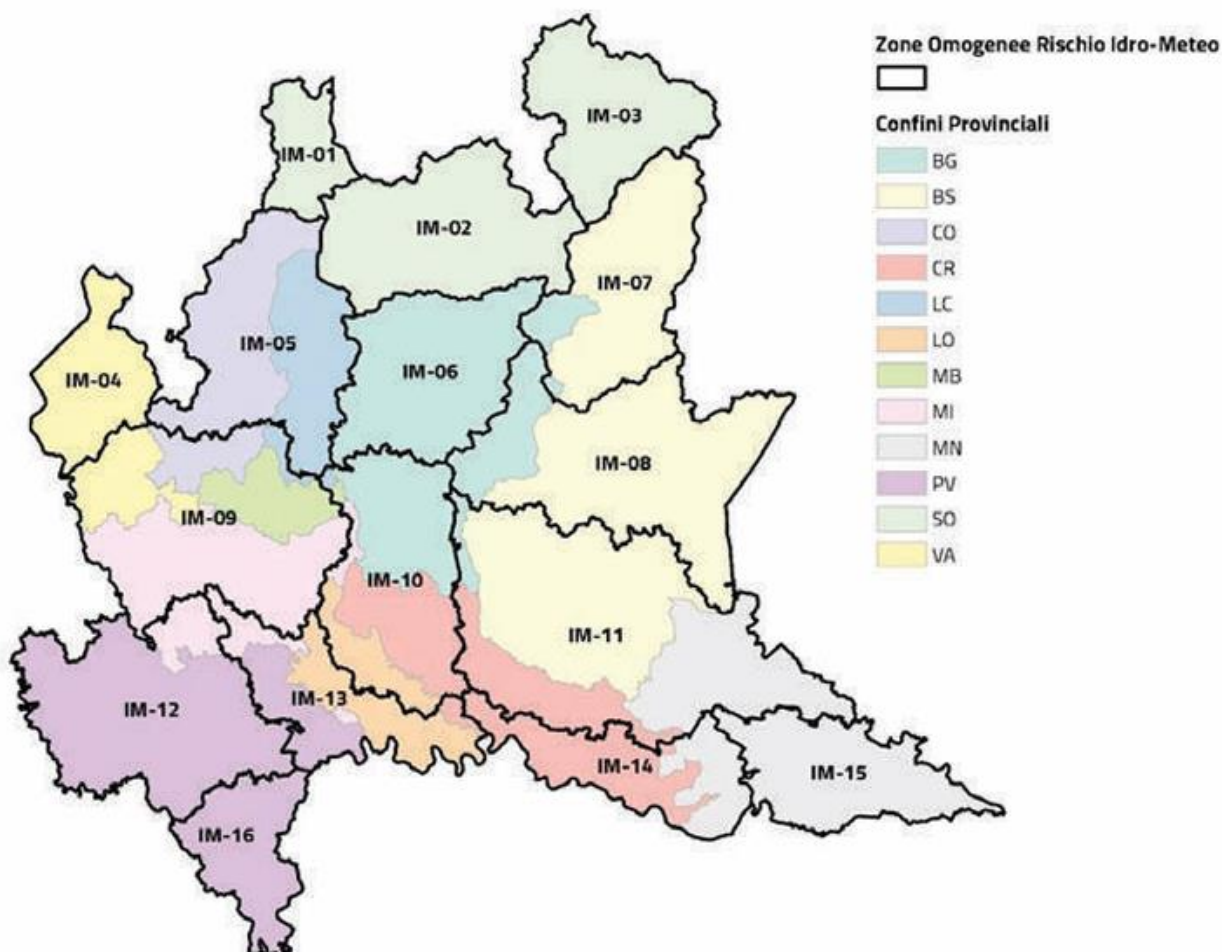 Zone Omogenee Rischio Idro-Meteo
Confini Provinciali
BG
BS
CO
CR
LC
LO
MB
MI
MN
PV
SO
VA
IM-03
IM-01
IM-02
IM-07
IM-05
IM-06
IM-04
IM-08
IM-09
IM-10
IM-11
IM-13
IM-12
IM-14
IM-15
IM-16